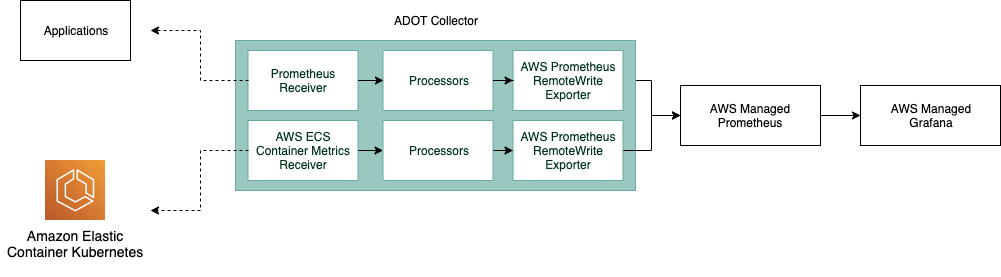 ADOT Collector
Applications
Prometheus
Receiver
Processors
AWS Prometheus
RemoteWrite
Exporter
AWS ECS
Container Metrics
Receiver
Processors
AWS Prometheus
RemoteWrite
Exporter
AWS Managed
Prometheus
AWS Managed
Grafana
Amazon Elastic
Container Kubernetes